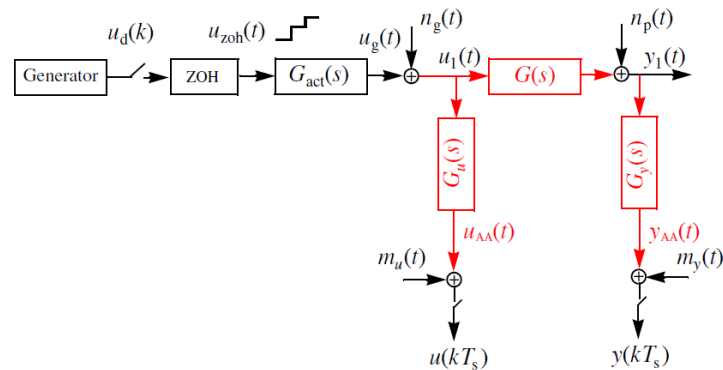 u_d(k)
u_zoh(t)
u_g(t)
n_g(t)
u_1(t)
n_p(t)
y_1(t)
Generator
ZOH
G_act(s)
G(s)
G_u(s)
G_y(s)
u_AA(t)
y_AA(t)
m_u(t)
m_y(t)
u(kT_s)
y(kT_s)